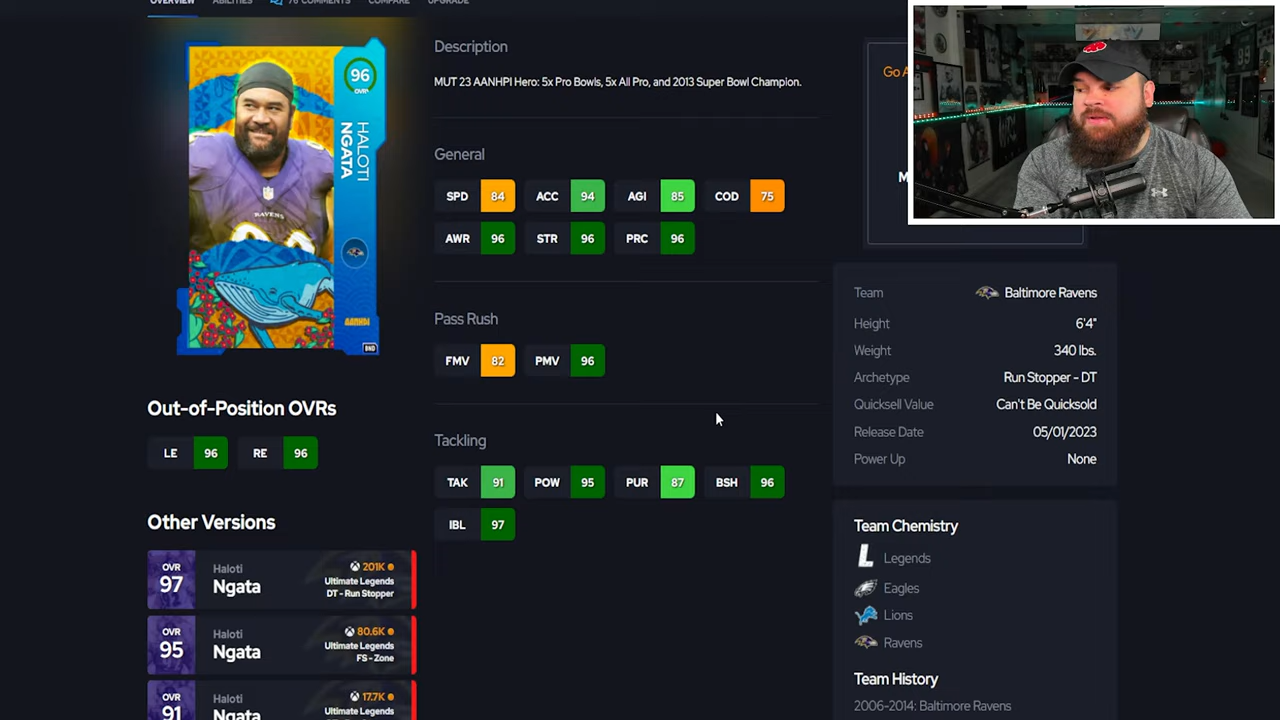 OVERVIEW ABILITIES 76 COMMENTS COMPARE UPGRADE
96
OVR
HALOTI
NGATA
RAVENS
AANHPI
BND
Description
MUT 23 AANHPI Hero: 5x Pro Bowls, 5x All Pro, and 2013 Super Bowl Champion.
General
SPD 84 ACC 94 AGI 85 COD 75
AWR 96 STR 96 PRC 96
Pass Rush
FMV 82 PMV 96
Tackling
TAK 91 POW 95 PUR 87 BSH 96
IBL 97
Out-of-Position OVRs
LE 96 RE 96
Other Versions
OVR
97
Haloti
Ngata
201K
Ultimate Legends
DT - Run Stopper
OVR
95
Haloti
Ngata
80.6K
Ultimate Legends
FS - Zone
OVR
91
Haloti
Ngata
17.7K
Ultimate Legends
Go A
M
Team Baltimore Ravens
Height 6'4"
Weight 340 lbs.
Archetype Run Stopper - DT
Quicksell Value Can't Be Quicksold
Release Date 05/01/2023
Power Up None
Team Chemistry
L Legends
Eagles
Lions
Ravens
Team History
2006-2014: Baltimore Ravens